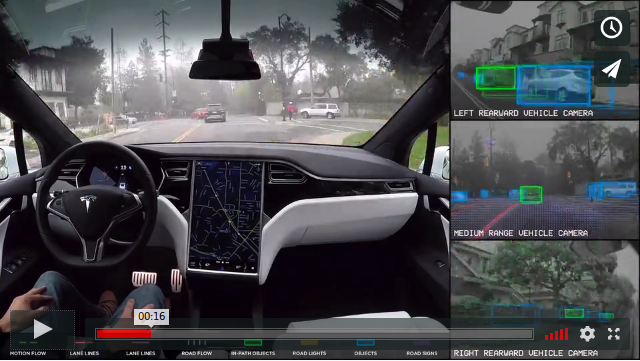 LEFT REARWARD VEHICLE CAMERA
MEDIUM RANGE VEHICLE CAMERA
RIGHT REARWARD VEHICLE CAMERA
00:16
MOTION FLOW
LANE LINES
LANE LINES
ROAD FLOW
IN-PATH OBJECTS
ROAD LIGHTS
OBJECTS
ROAD SIGNS